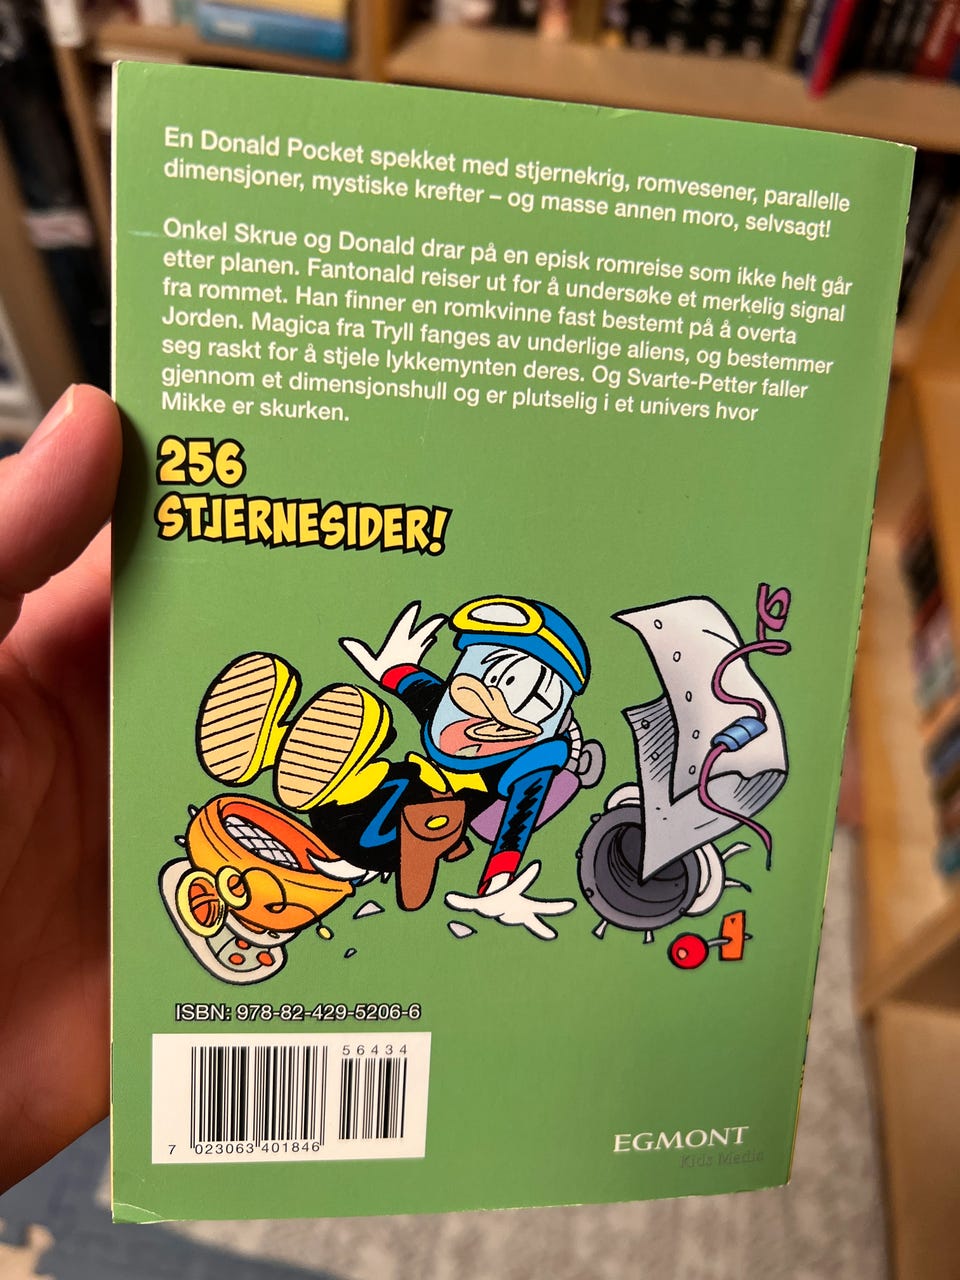 En Donald Pocket spekket med stjernekrig, romvesener, parallelle
dimensjoner, mystiske krefter – og masse annen moro, selvsagt!
Onkel Skrue og Donald drar på en episk romreise som ikke helt går
etter planen. Fantonald reiser ut for å undersøke et merkelig signal
fra rommet. Han finner en romkvinne fast bestemt på å overta
Jorden. Magica fra Tryll fanges av underlige aliens, og bestemmer
seg raskt for å stjele lykkemynten deres. Og Svarte-Petter faller
gjennom et dimensjonshull og er plutselig i et univers hvor
Mikke er skurken.
256
STJERNESIDER!
ISBN: 978-82-429-5206-6
56434
7 023063 401846
EGMONT
Kids Media